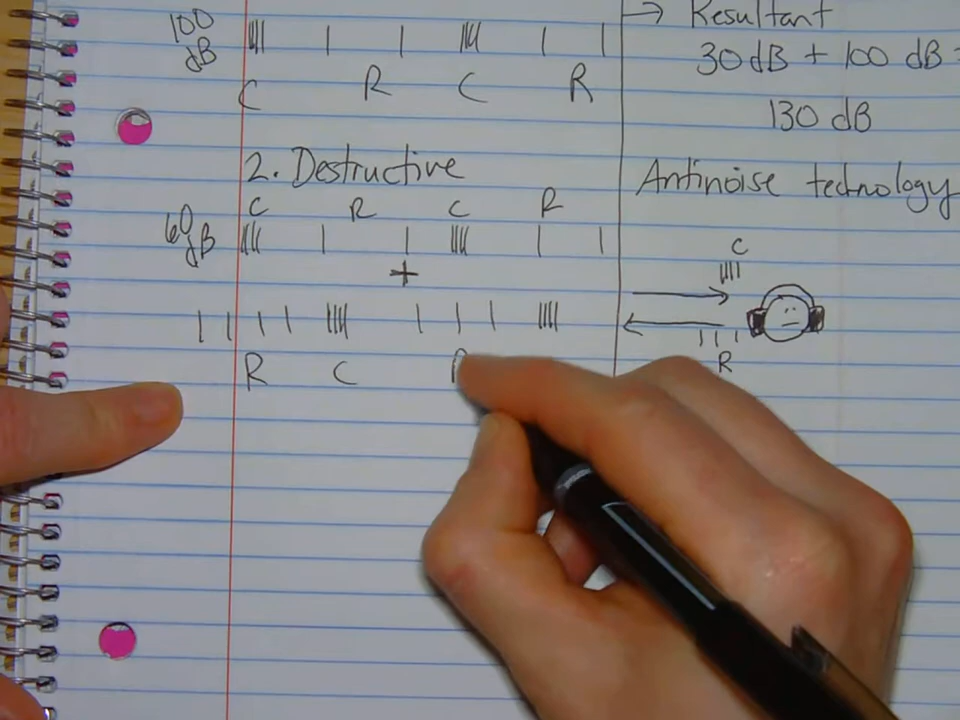 100 dB
C R C R
→ Resultant
30 dB + 100 dB =
130 dB
2. Destructive
C R C R
60 dB
+
R C R
Antinoise technology
C
R